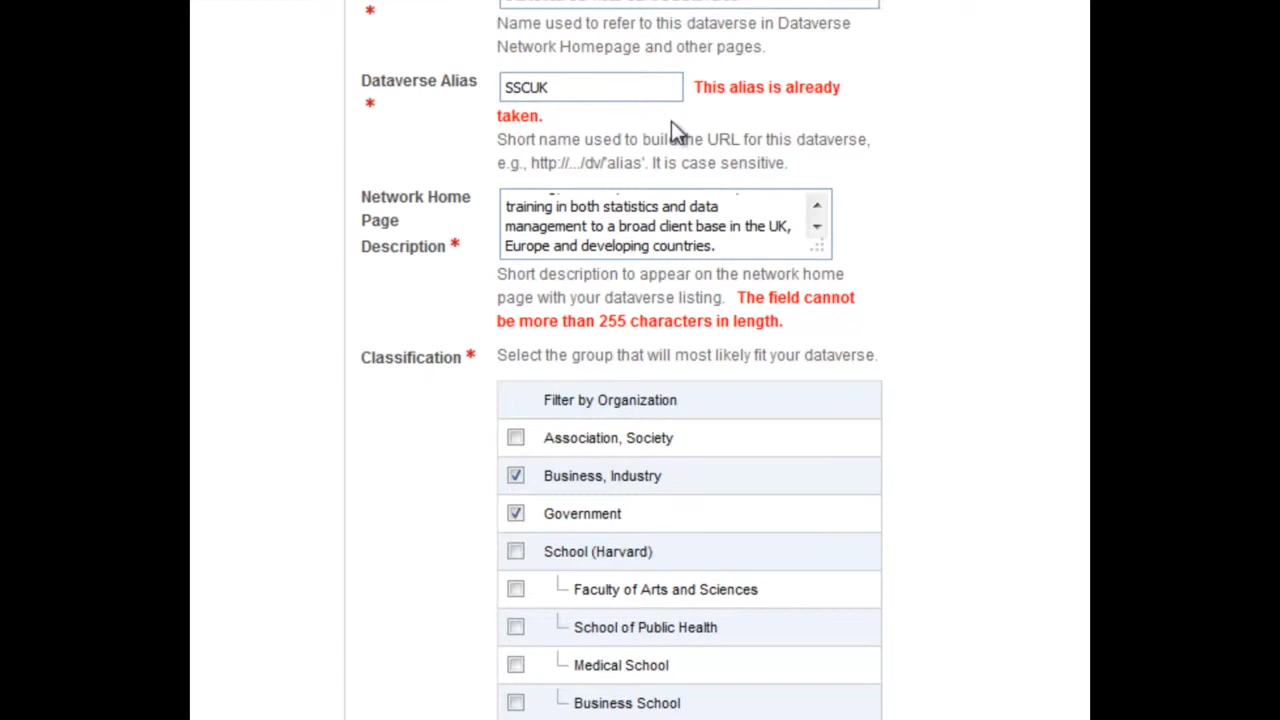 *
Name used to refer to this dataverse in Dataverse
Network Homepage and other pages.
Dataverse Alias
*
SSCUK
This alias is already
taken.
Short name used to build the URL for this dataverse,
e.g., http://.../dv/'alias'. It is case sensitive.
Network Home
Page
Description *
training in both statistics and data
management to a broad client base in the UK,
Europe and developing countries.
Short description to appear on the network home
page with your dataverse listing. The field cannot
be more than 255 characters in length.
Classification *
Select the group that will most likely fit your dataverse.
Filter by Organization
Association, Society
Business, Industry
Government
School (Harvard)
Faculty of Arts and Sciences
School of Public Health
Medical School
Business School